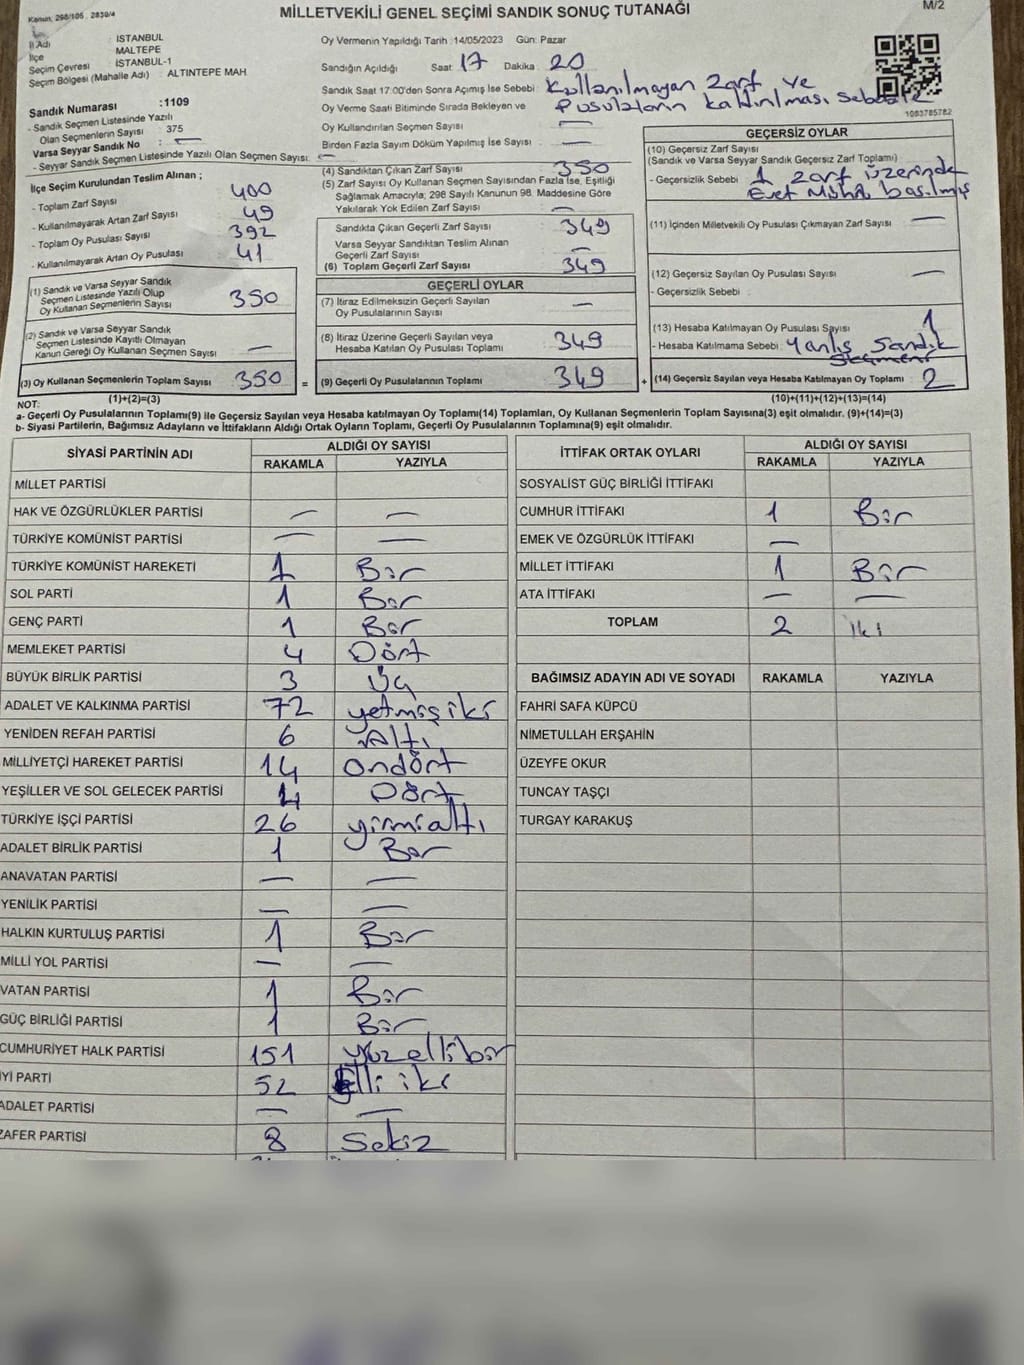 Kanun, 298/105 , 2839/4
MİLLETVEKİLİ GENEL SEÇİMİ SANDIK SONUÇ TUTANAĞI
M/2
İl Adı : İSTANBUL
İlçe MALTEPE
Seçim Çevresi : İSTANBUL-1
Seçim Bölgesi (Mahalle Adı) : ALTINTEPE MAH
Sandık Numarası :1109
- Sandık Seçmen Listesinde Yazılı
Olan Seçmenlerin Sayısı : 375
Varsa Seyyar Sandık No : —
- Seyyar Sandık Seçmen Listesinde Yazılı Olan Seçmen Sayısı: —
İlçe Seçim Kurulundan Teslim Alınan ;
- Toplam Zarf Sayısı 400
- Kullanılmayarak Artan Zarf Sayısı 49
- Toplam Oy Pusulası Sayısı 392
- Kullanılmayarak Artan Oy Pusulası 41
(1) Sandık ve Varsa Seyyar Sandık
Seçmen Listesinde Yazılı Olup
Oy Kullanan Seçmenlerin Sayısı 350
(2) Sandık ve Varsa Seyyar Sandık
Seçmen Listesinde Kayıtlı Olmayan
Kanun Gereği Oy Kullanan Seçmen Sayısı —
(3) Oy Kullanan Seçmenlerin Toplam Sayısı 350
(1)+(2)=(3)
Oy Vermenin Yapıldığı Tarih :14/05/2023 Gün: Pazar
Sandığın Açıldığı Saat 17 Dakika 20
Sandık Saat 17:00'den Sonra Açılmış İse Sebebi : Kullanılmayan Zarf ve
Pusulaların kaldırılması sebebiyle
Oy Verme Saati Bitiminde Sırada Bekleyen ve
Oy Kullandırılan Seçmen Sayısı —
Birden Fazla Sayım Döküm Yapılmış İse Sayısı : —
(4) Sandıktan Çıkan Zarf Sayısı 350
(5) Zarf Sayısı Oy Kullanan Seçmen Sayısından Fazla İse, Eşitliği
Sağlamak Amacıyla; 298 Sayılı Kanunun 98. Maddesine Göre
Yakılarak Yok Edilen Zarf Sayısı —
Sandıkta Çıkan Geçerli Zarf Sayısı 349
Varsa Seyyar Sandıktan Teslim Alınan
Geçerli Zarf Sayısı —
(6) Toplam Geçerli Zarf Sayısı 349
GEÇERLİ OYLAR
(7) İtiraz Edilmeksizin Geçerli Sayılan
Oy Pusulalarının Sayısı —
(8) İtiraz Üzerine Geçerli Sayılan veya
Hesaba Katılan Oy Pusulası Toplamı 349
= (9) Geçerli Oy Pusulalarının Toplamı 349
1083785782
GEÇERSİZ OYLAR
(10) Geçersiz Zarf Sayısı
(Sandık ve Varsa Seyyar Sandık Geçersiz Zarf Toplamı)
- Geçersizlik Sebebi 1 zarf üzerinde
Evet Mührü basılmış
(11) İçinden Milletvekili Oy Pusulası Çıkmayan Zarf Sayısı —
(12) Geçersiz Sayılan Oy Pusulası Sayısı —
- Geçersizlik Sebebi :
(13) Hesaba Katılmayan Oy Pusulası Sayısı 1
- Hesaba Katılmama Sebebi : Yanlış Sandık
Seçmeni
+ (14) Geçersiz Sayılan veya Hesaba Katılmayan Oy Toplamı : 2
(10)+(11)+(12)+(13)=(14)
NOT:
a- Geçerli Oy Pusulalarının Toplamı(9) ile Geçersiz Sayılan veya Hesaba katılmayan Oy Toplamı(14) Toplamları, Oy Kullanan Seçmenlerin Toplam Sayısına(3) eşit olmalıdır. (9)+(14)=(3)
b- Siyasi Partilerin, Bağımsız Adayların ve İttifakların Aldığı Ortak Oyların Toplamı, Geçerli Oy Pusulalarının Toplamına(9) eşit olmalıdır.
SİYASİ PARTİNİN ADI ALDIĞI OY SAYISI
RAKAMLA YAZIYLA
MİLLET PARTİSİ
HAK VE ÖZGÜRLÜKLER PARTİSİ — —
TÜRKİYE KOMÜNİST PARTİSİ — —
TÜRKİYE KOMÜNİST HAREKETİ 1 Bir
SOL PARTİ 1 Bir
GENÇ PARTİ 1 Bir
MEMLEKET PARTİSİ 4 Dört
BÜYÜK BİRLİK PARTİSİ 3 Üç
ADALET VE KALKINMA PARTİSİ 72 yetmiş iki
YENİDEN REFAH PARTİSİ 6 Altı
MİLLİYETÇİ HAREKET PARTİSİ 14 ondört
YEŞİLLER VE SOL GELECEK PARTİSİ 4 Dört
TÜRKİYE İŞÇİ PARTİSİ 26 yirmialtı
ADALET BİRLİK PARTİSİ 1 Bir
ANAVATAN PARTİSİ — —
YENİLİK PARTİSİ — —
HALKIN KURTULUŞ PARTİSİ 1 Bir
MİLLİ YOL PARTİSİ — —
VATAN PARTİSİ 1 Bir
GÜÇ BİRLİĞİ PARTİSİ 1 Bir
CUMHURİYET HALK PARTİSİ 151 yüzellibir
İYİ PARTİ 52 Elli iki
ADALET PARTİSİ — —
ZAFER PARTİSİ 8 Sekiz
İTTİFAK ORTAK OYLARI ALDIĞI OY SAYISI
RAKAMLA YAZIYLA
SOSYALİST GÜÇ BİRLİĞİ İTTİFAKI
CUMHUR İTTİFAKI 1 Bir
EMEK VE ÖZGÜRLÜK İTTİFAKI —
MİLLET İTTİFAKI 1 Bir
ATA İTTİFAKI — —
TOPLAM 2 iki
BAĞIMSIZ ADAYIN ADI VE SOYADI RAKAMLA YAZIYLA
FAHRİ SAFA KÜPCÜ
NİMETULLAH ERŞAHİN
ÜZEYFE OKUR
TUNCAY TAŞÇI
TURGAY KARAKUŞ